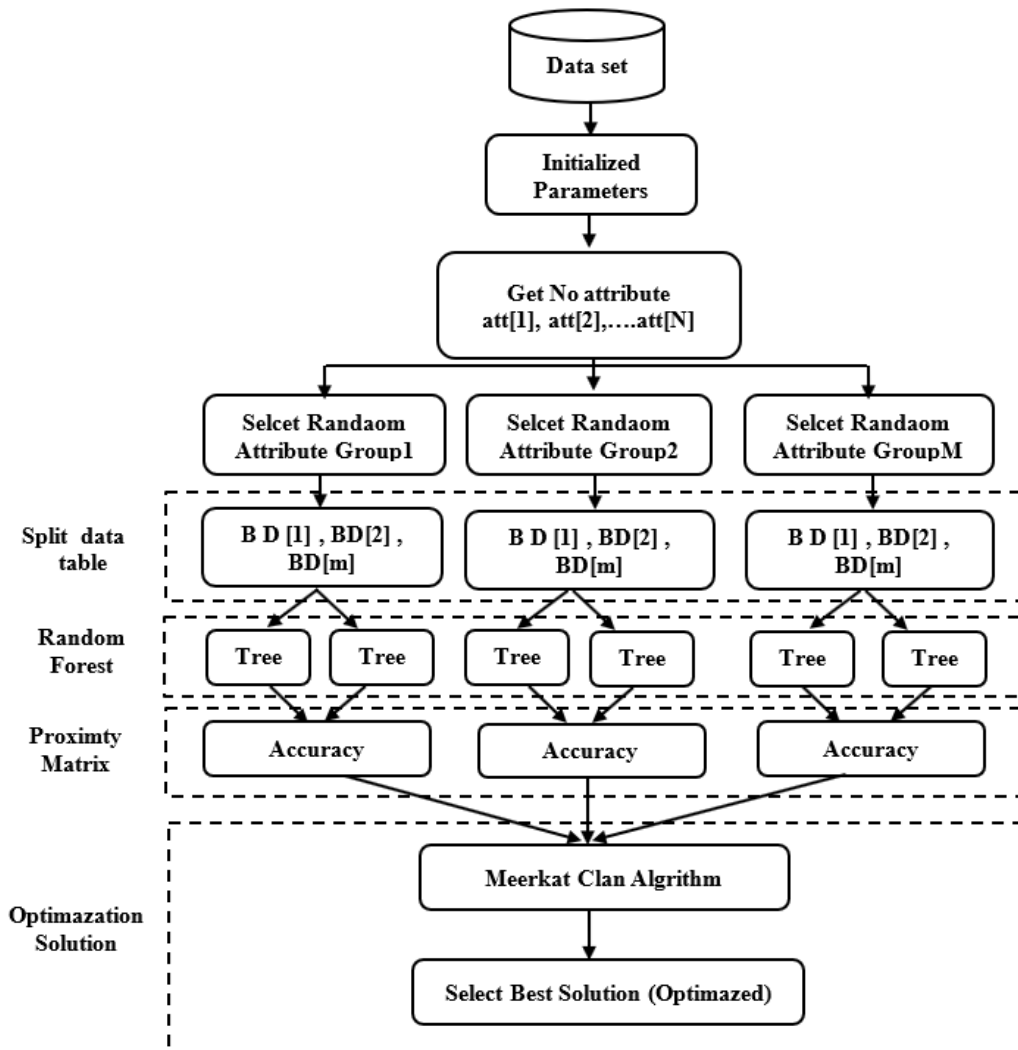 Data set
Initialized
Parameters
Get No attribute
att[1], att[2],….att[N]
Selcet Randaom
Attribute Group1
Selcet Randaom
Attribute Group2
Selcet Randaom
Attribute GroupM
Split data
table
B D [1] , BD[2] ,
BD[m]
B D [1] , BD[2] ,
BD[m]
B D [1] , BD[2] ,
BD[m]
Random
Forest
Tree
Tree
Tree
Tree
Tree
Tree
Proximty
Matrix
Accuracy
Accuracy
Accuracy
Optimazation
Solution
Meerkat Clan Algorithm
Select Best Solution (Optimazed)